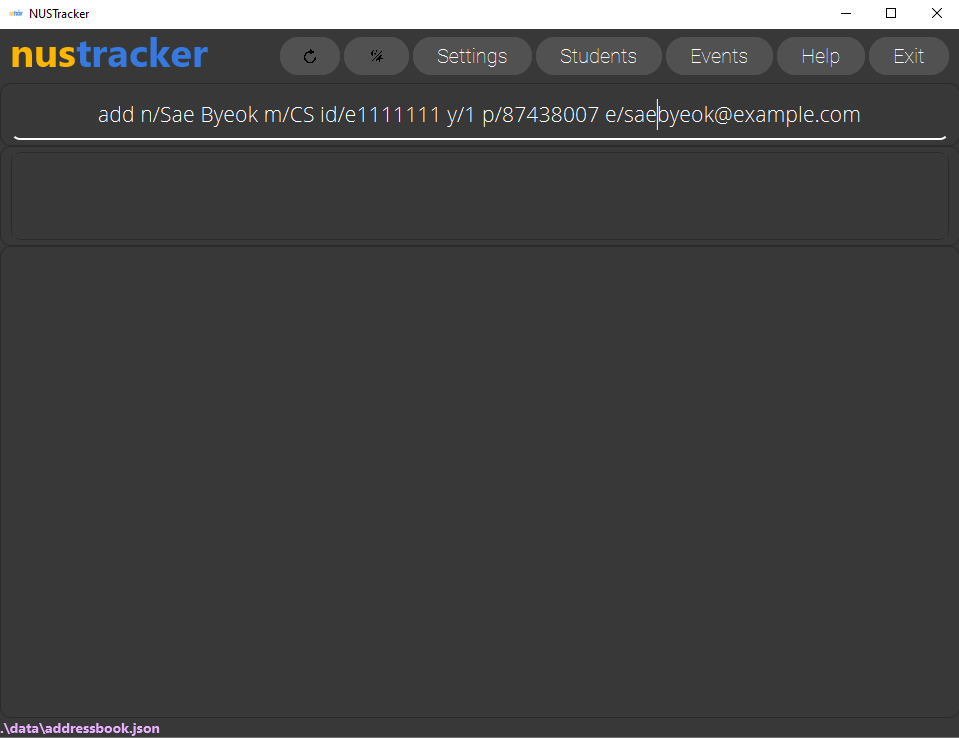 NUSTracker
nustracker
Settings
Students
Events
Help
Exit
add n/Sae Byeok m/CS id/e1111111 y/1 p/87438007 e/saebyeok@example.com
.\data\addressbook.json